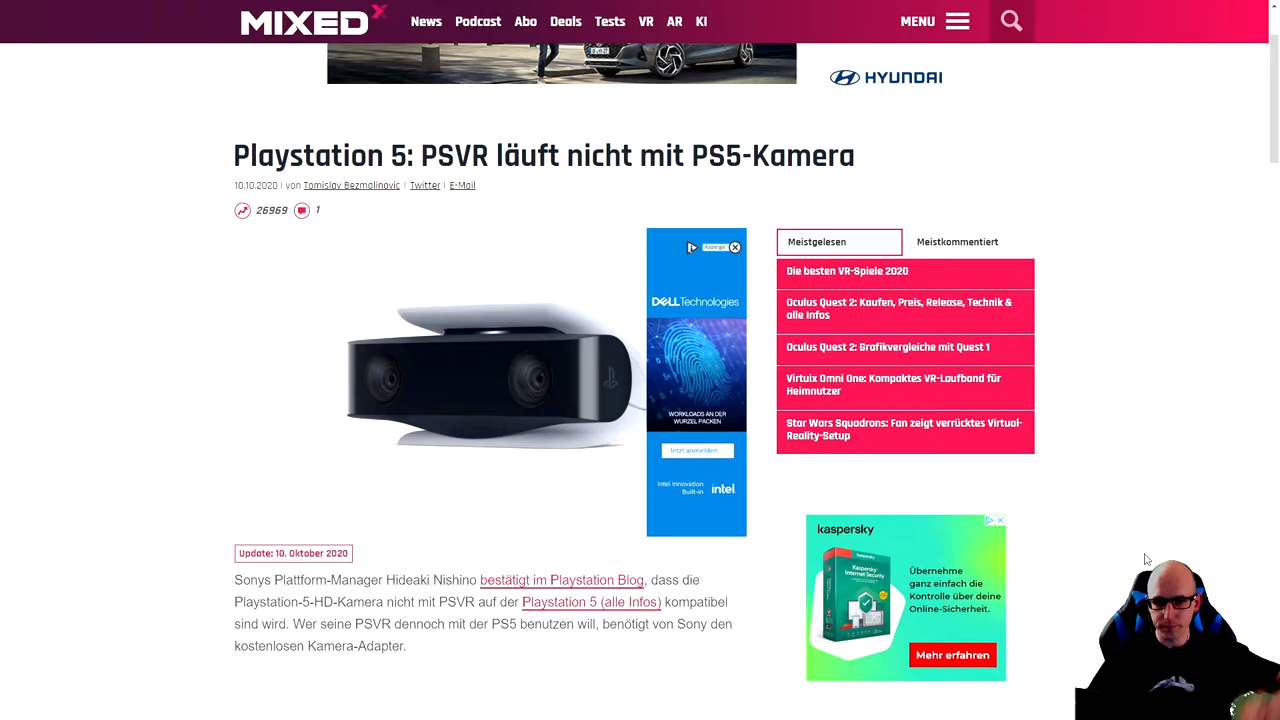 MIXED X
News Podcast Abo Deals Tests VR AR KI
MENU
HYUNDAI
Playstation 5: PSVR läuft nicht mit PS5-Kamera
10.10.2020 | von Tomislav Bezmalinovic | Twitter | E-Mail
26969 1
Anzeige
DELL Technologies
WORKLOADS AN DER
WURZEL PACKEN
Jetzt anmelden
Intel Innovation
Built-in
intel.
Meistgelesen Meistkommentiert
Die besten VR-Spiele 2020
Oculus Quest 2: Kaufen, Preis, Release, Technik &
alle Infos
Oculus Quest 2: Grafikvergleiche mit Quest 1
Virtuix Omni One: Kompaktes VR-Laufband für
Heimnutzer
Star Wars Squadrons: Fan zeigt verrücktes Virtual-
Reality-Setup
kaspersky
Kaspersky
Internet Security
Übernehme
ganz einfach die
Kontrolle über deine
Online-Sicherheit.
Mehr erfahren
Update: 10. Oktober 2020
Sonys Plattform-Manager Hideaki Nishino bestätigt im Playstation Blog, dass die
Playstation-5-HD-Kamera nicht mit PSVR auf der Playstation 5 (alle Infos) kompatibel
sind wird. Wer seine PSVR dennoch mit der PS5 benutzen will, benötigt von Sony den
kostenlosen Kamera-Adapter.